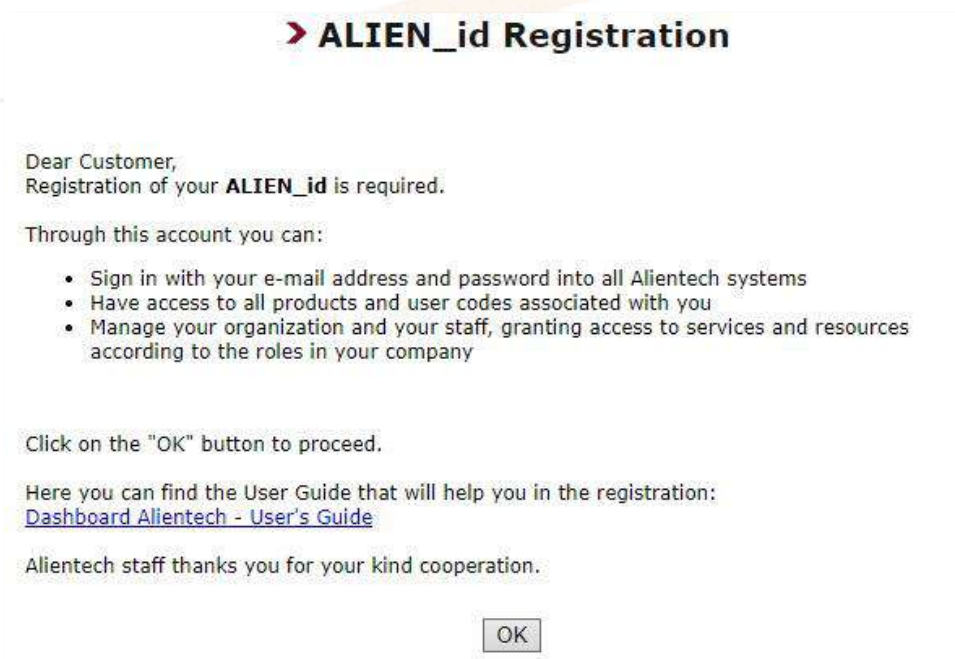 ALIEN_id Registration
Dear Customer,
Registration of your ALIEN_id is required.
Through this account you can:
• Sign in with your e-mail address and password into all Alientech systems
• Have access to all products and user codes associated with you
• Manage your organization and your staff, granting access to services and resources
according to the roles in your company
Click on the "OK" button to proceed.
Here you can find the User Guide that will help you in the registration:
Dashboard Alientech - User's Guide
Alientech staff thanks you for your kind cooperation.
OK